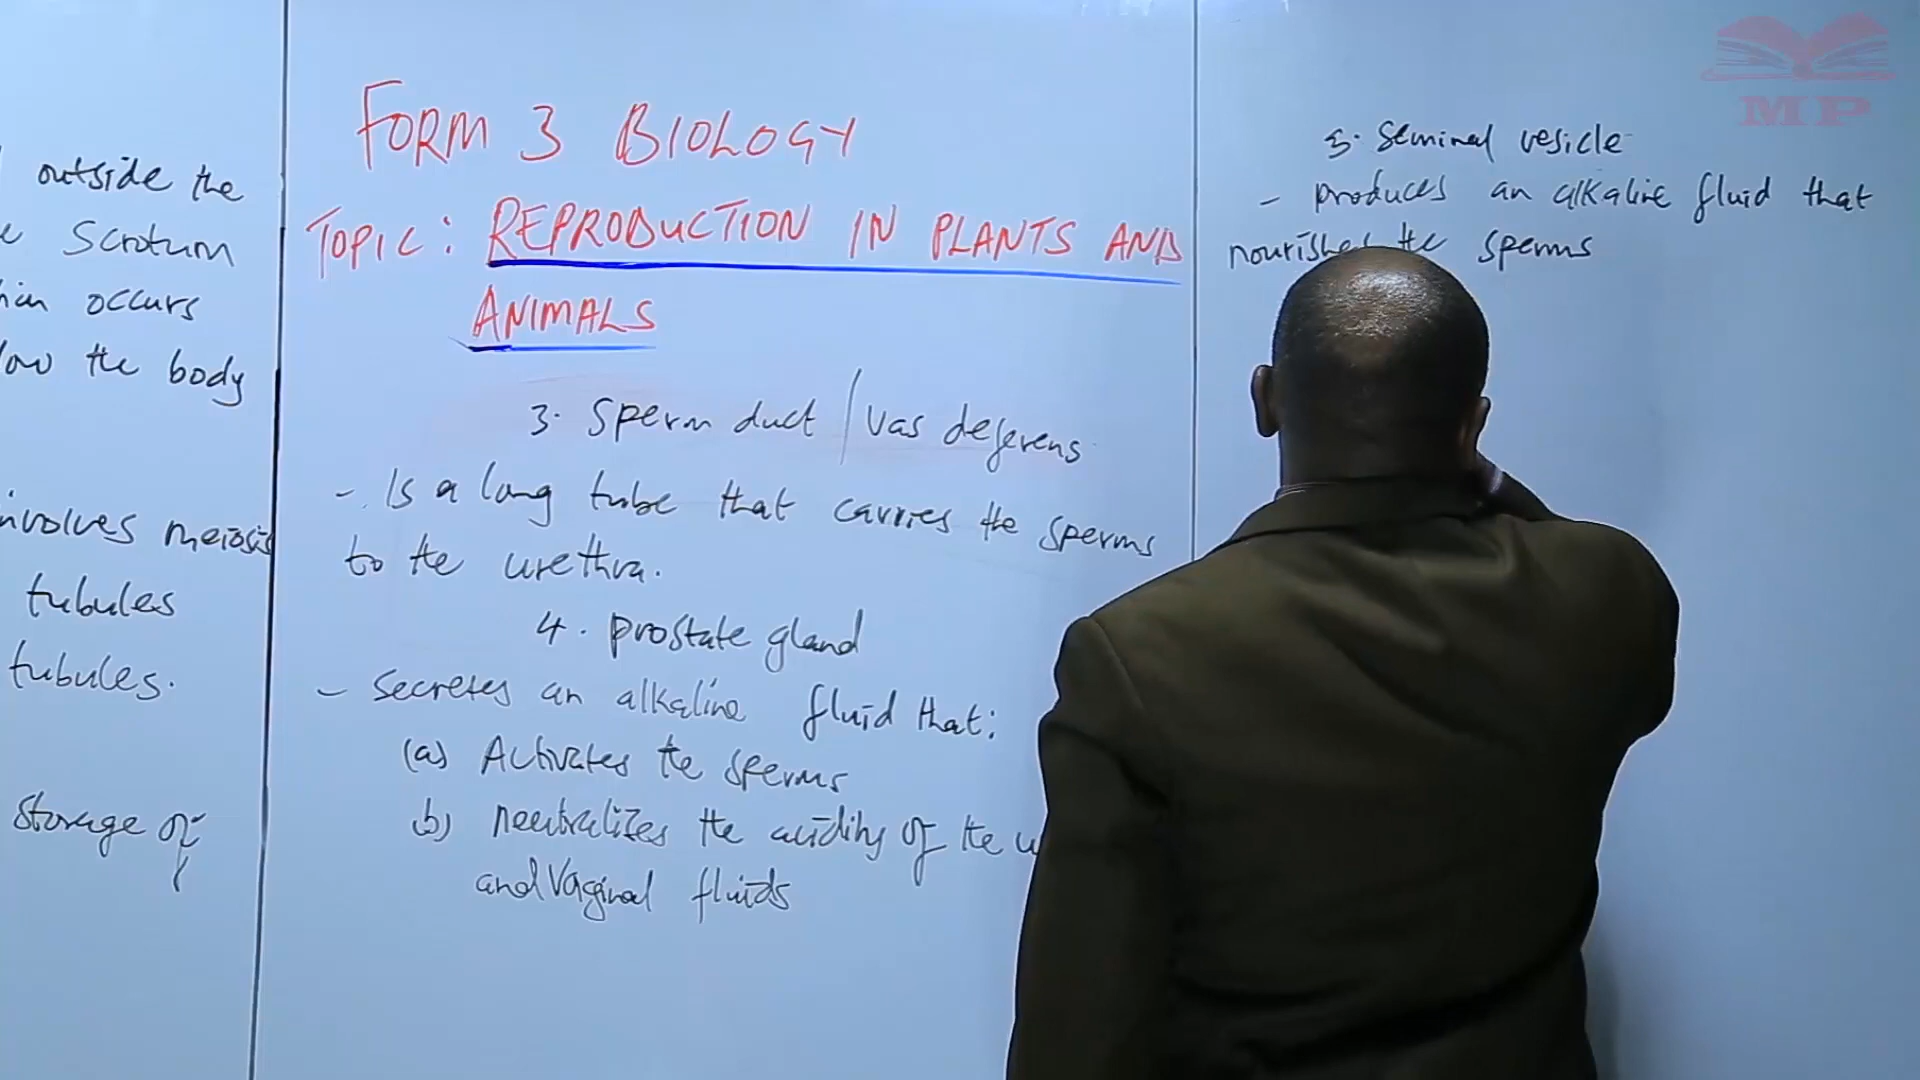 outside the
Scrotum
occurs
the body
involves meiosis
tubules
tubules.
Storage of
FORM 3 BIOLOGY
TOPIC: REPRODUCTION IN PLANTS AND
ANIMALS
3. Sperm duct / Vas deferens
- Is a long tube that carries the sperms
to the urethra.
4. prostate gland
- Secretes an alkaline fluid that:
(a) Activates the sperms
(b) neutralizes the acidity of the
and Vaginal fluids
5. Seminal vesicle
- produces an alkaline fluid that
the sperms
MP